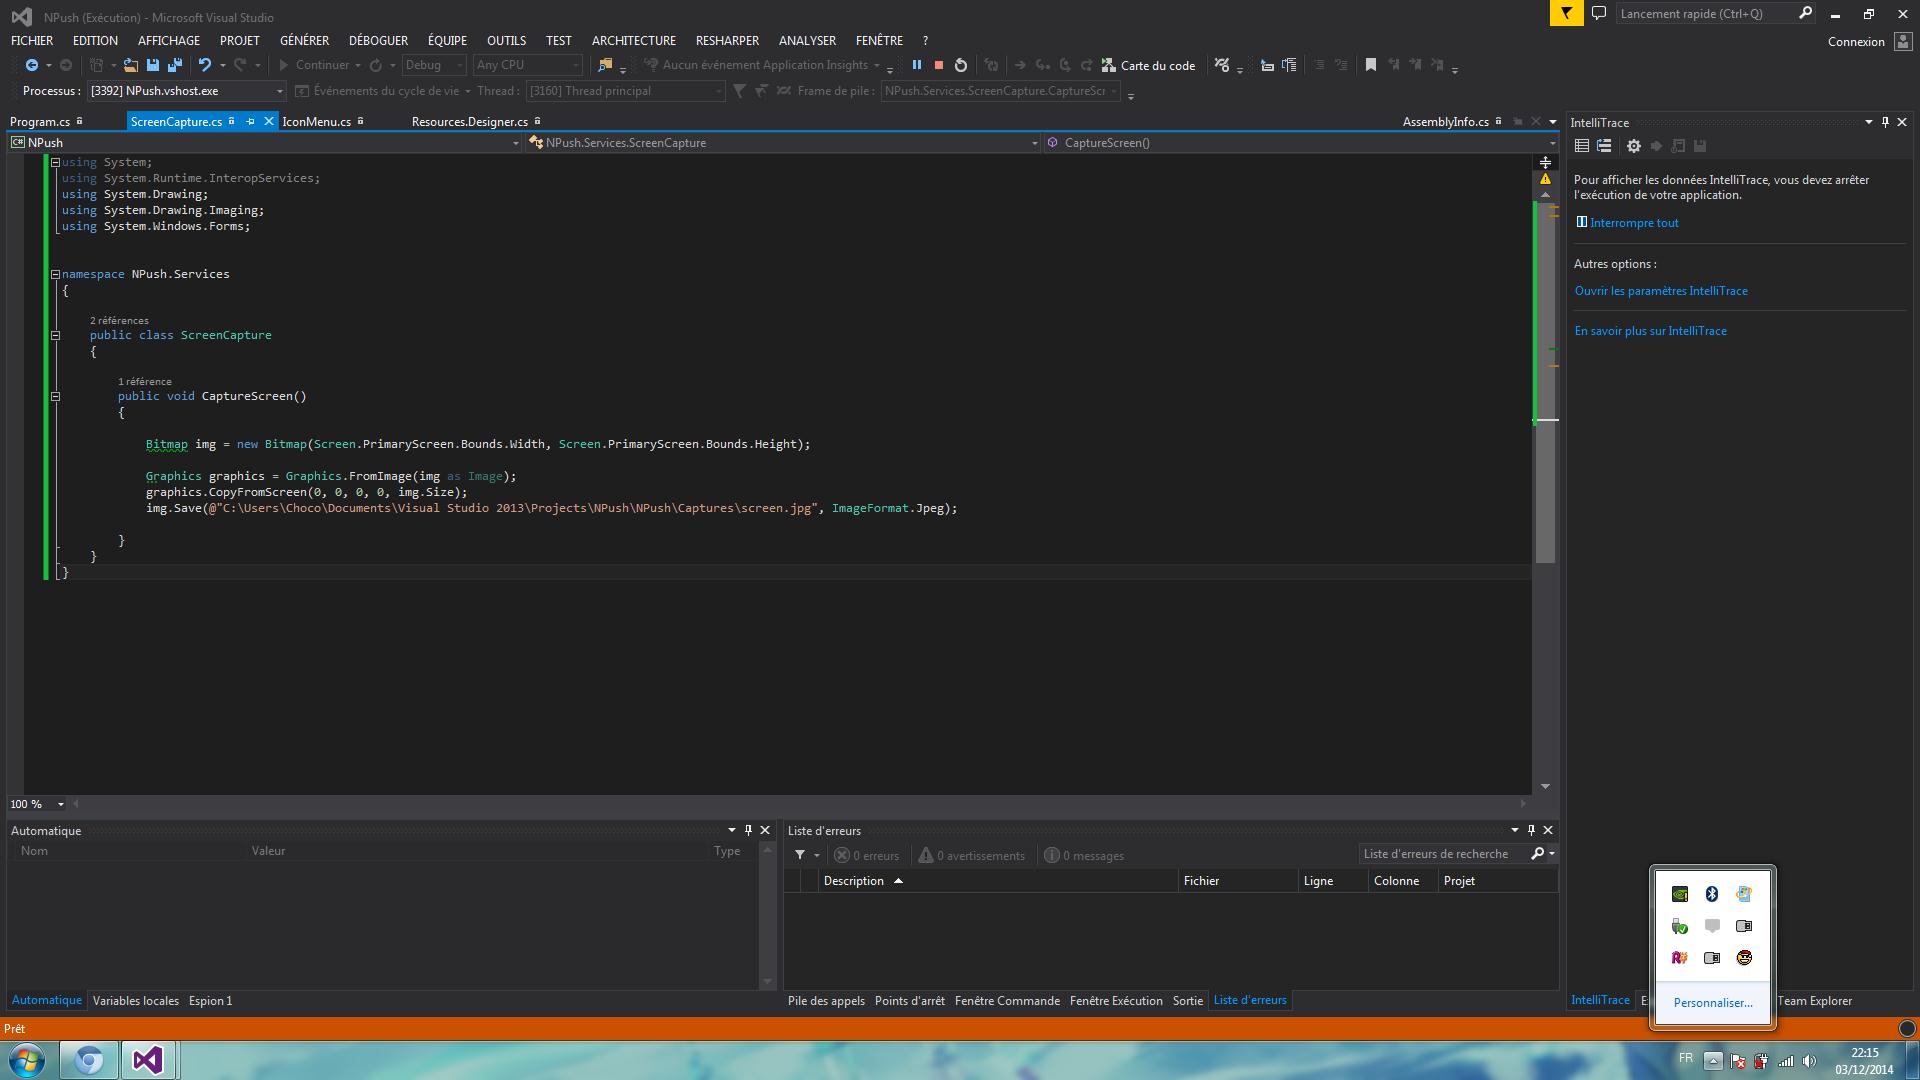 NPush (Exécution) - Microsoft Visual Studio
Lancement rapide (Ctrl+Q)
FICHIER EDITION AFFICHAGE PROJET GÉNÉRER DÉBOGUER ÉQUIPE OUTILS TEST ARCHITECTURE RESHARPER ANALYSER FENÊTRE ?
Connexion
Continuer Debug Any CPU Aucun événement Application Insights Carte du code
Processus : [3392] NPush.vshost.exe Événements du cycle de vie Thread : [3160] Thread principal Frame de pile : NPush.Services.ScreenCapture.CaptureScr
Program.cs ScreenCapture.cs IconMenu.cs Resources.Designer.cs AssemblyInfo.cs
C# NPush NPush.Services.ScreenCapture CaptureScreen()
using System;
using System.Runtime.InteropServices;
using System.Drawing;
using System.Drawing.Imaging;
using System.Windows.Forms;
namespace NPush.Services
{
2 références
public class ScreenCapture
{
1 référence
public void CaptureScreen()
{
Bitmap img = new Bitmap(Screen.PrimaryScreen.Bounds.Width, Screen.PrimaryScreen.Bounds.Height);
Graphics graphics = Graphics.FromImage(img as Image);
graphics.CopyFromScreen(0, 0, 0, 0, img.Size);
img.Save(@"C:\Users\Choco\Documents\Visual Studio 2013\Projects\NPush\NPush\Captures\screen.jpg", ImageFormat.Jpeg);
}
}
}
100 %
IntelliTrace
Pour afficher les données IntelliTrace, vous devez arrêter
l'exécution de votre application.
Interrompre tout
Autres options :
Ouvrir les paramètres IntelliTrace
En savoir plus sur IntelliTrace
Automatique
Nom Valeur Type
Automatique Variables locales Espion 1
Liste d'erreurs
0 erreurs 0 avertissements 0 messages Liste d'erreurs de recherche
Description Fichier Ligne Colonne Projet
Pile des appels Points d'arrêt Fenêtre Commande Fenêtre Exécution Sortie Liste d'erreurs
R#
Personnaliser...
IntelliTrace Team Explorer
Prêt
FR
22:15
03/12/2014